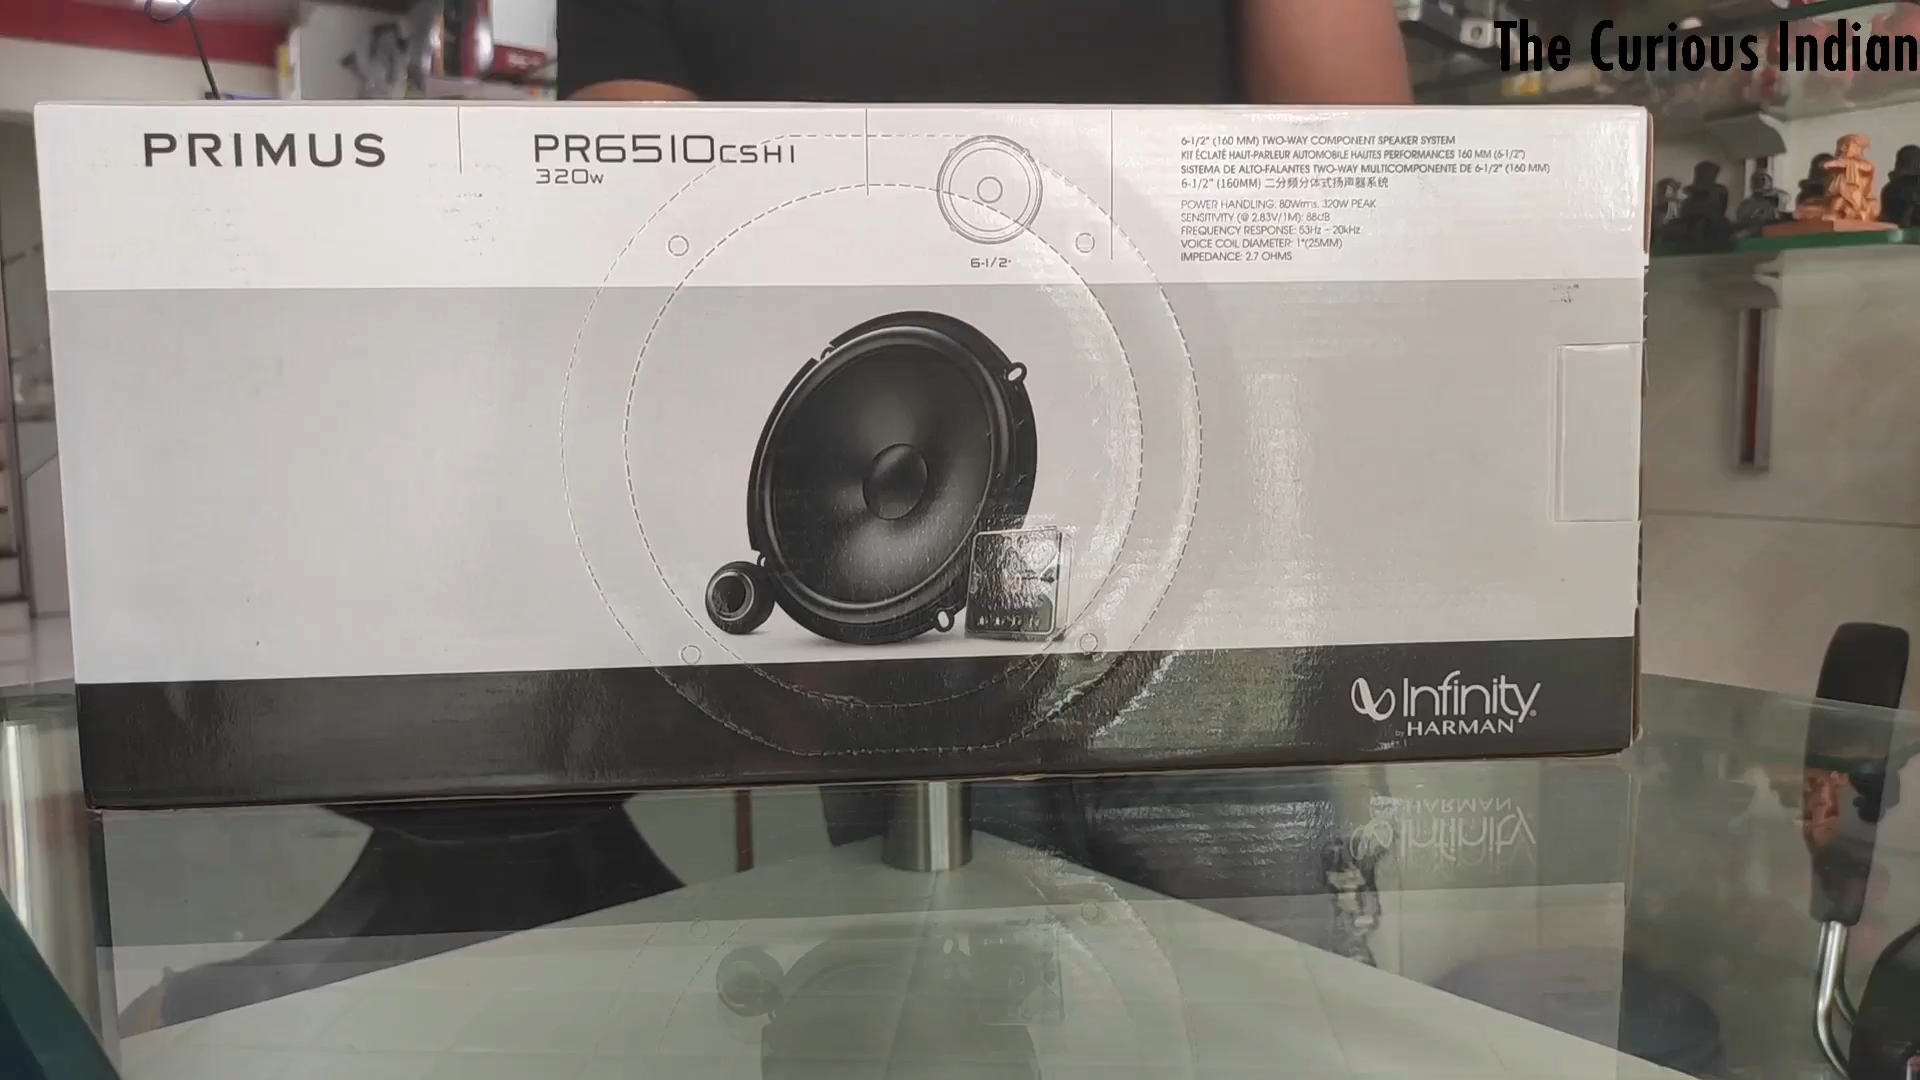 The Curious Indian
PRIMUS
PR6510CSHI
320W
6-1/2"
6-1/2" (160 MM) TWO-WAY COMPONENT SPEAKER SYSTEM
KIT ÉCLATÉ HAUT-PARLEUR AUTOMOBILE HAUTES PERFORMANCES 160 MM (6-1/2")
SISTEMA DE ALTO-FALANTES TWO-WAY MULTICOMPONENTE DE 6-1/2" (160 MM)
6-1/2" (160MM) 二分频分体式扬声器系统
POWER HANDLING: 80Wrms, 320W PEAK
SENSITIVITY (@ 2.83V/1M): 88dB
FREQUENCY RESPONSE: 53Hz – 20kHz
VOICE COIL DIAMETER: 1"(25MM)
IMPEDANCE: 2.7 OHMS
Infinity
by HARMAN